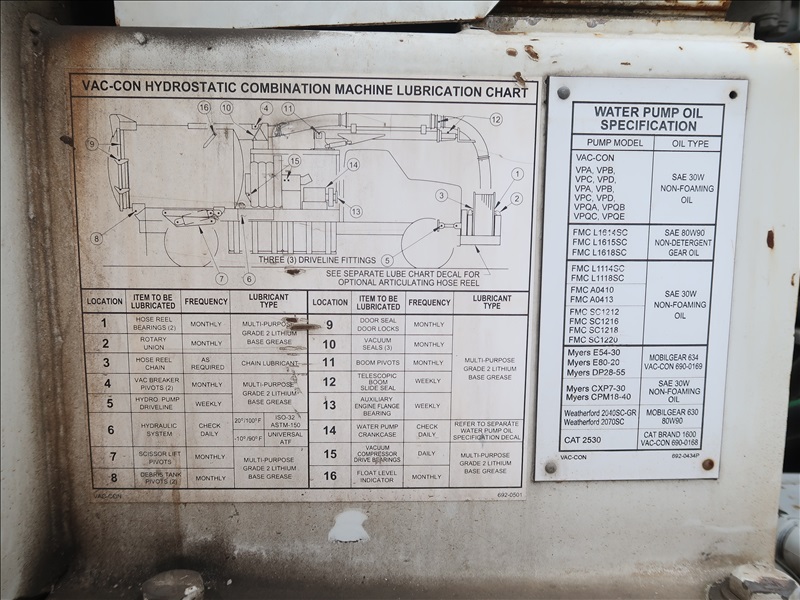 VAC-CON HYDROSTATIC COMBINATION MACHINE LUBRICATION CHART
16 10 4 11 12
9
15
14
13
3
1
2
8
7
6
5
THREE (3) DRIVELINE FITTINGS
SEE SEPARATE LUBE CHART DECAL FOR
OPTIONAL ARTICULATING HOSE REEL
LOCATION ITEM TO BE LUBRICATED FREQUENCY LUBRICANT TYPE
1 HOSE REEL BEARINGS (2) MONTHLY MULTI-PURPOSE
2 ROTARY UNION MONTHLY GRADE 2 LITHIUM BASE GREASE
3 HOSE REEL CHAIN AS REQUIRED CHAIN LUBRICANT
4 VAC BREAKER PIVOTS (2) MONTHLY MULTI-PURPOSE
5 HYDRO. PUMP DRIVELINE WEEKLY GRADE 2 LITHIUM BASE GREASE
6 HYDRAULIC SYSTEM CHECK DAILY 20°/100°F ISO-32 ASTM-150
-10°/90°F UNIVERSAL ATF
7 SCISSOR LIFT PIVOTS MONTHLY MULTI-PURPOSE
8 DEBRIS TANK PIVOTS (2) MONTHLY GRADE 2 LITHIUM BASE GREASE
LOCATION ITEM TO BE LUBRICATED FREQUENCY LUBRICANT TYPE
9 DOOR SEAL DOOR LOCKS MONTHLY
10 VACUUM SEALS (3) MONTHLY
11 BOOM PIVOTS MONTHLY MULTI-PURPOSE
12 TELESCOPIC BOOM SLIDE SEAL WEEKLY GRADE 2 LITHIUM BASE GREASE
13 AUXILIARY ENGINE FLANGE BEARING WEEKLY
14 WATER PUMP CRANKCASE CHECK DAILY REFER TO SEPARATE WATER PUMP OIL SPECIFICATION DECAL
15 VACUUM COMPRESSOR DRIVE BEARINGS DAILY MULTI-PURPOSE
16 FLOAT LEVEL INDICATOR MONTHLY GRADE 2 LITHIUM BASE GREASE
VAC-CON 692-0501
WATER PUMP OIL
SPECIFICATION
PUMP MODEL OIL TYPE
VAC-CON
VPA, VPB,
VPC, VPD, SAE 30W
VPA, VPB, NON-FOAMING
VPC, VPD, OIL
VPQA, VPQB
VPQC, VPQE
FMC L1614SC SAE 80W90
FMC L1615SC NON-DETERGENT
FMC L1618SC GEAR OIL
FMC L1114SC
FMC L1118SC
FMC A0410 SAE 30W
FMC A0413 NON-FOAMING
FMC SC1212 OIL
FMC SC1216
FMC SC1218
FMC SC1220
Myers E54-30
Myers E80-20 MOBILGEAR 634
Myers DP28-55 VAC-CON 690-0169
Myers CXP7-30 SAE 30W
Myers CPM18-40 NON-FOAMING OIL
Weatherford 2040SC-GR MOBILGEAR 630
Weatherford 2070SC 80W90
CAT 2530 CAT BRAND 1600
VAC-CON 690-0168
VAC-CON 692-0434P